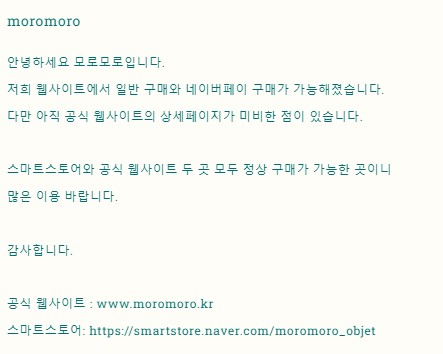 moromoro
안녕하세요 모로모로입니다.
저희 웹사이트에서 일반 구매와 네이버페이 구매가 가능해졌습니다.
다만 아직 공식 웹사이트의 상세페이지가 미비한 점이 있습니다.
스마트스토어와 공식 웹사이트 두 곳 모두 정상 구매가 가능한 곳이니
많은 이용 바랍니다.
감사합니다.
공식 웹사이트 : www.moromoro.kr
스마트스토어: https://smartstore.naver.com/moromoro_objet